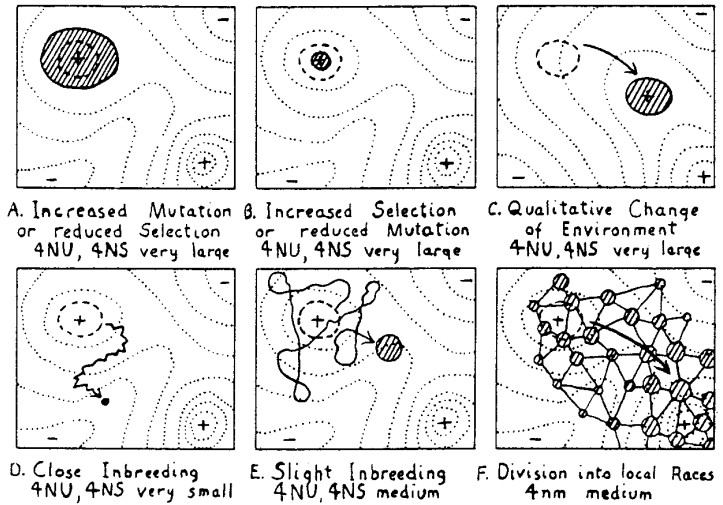 A. Increased Mutation
or reduced Selection
4NU, 4NS very large
B. Increased Selection
or reduced Mutation
4NU, 4NS very large
C. Qualitative Change
of Environment
4NU, 4NS very large
D. Close Inbreeding
4NU, 4NS very small
E. Slight Inbreeding
4NU, 4NS medium
F. Division into local Races
4nm medium